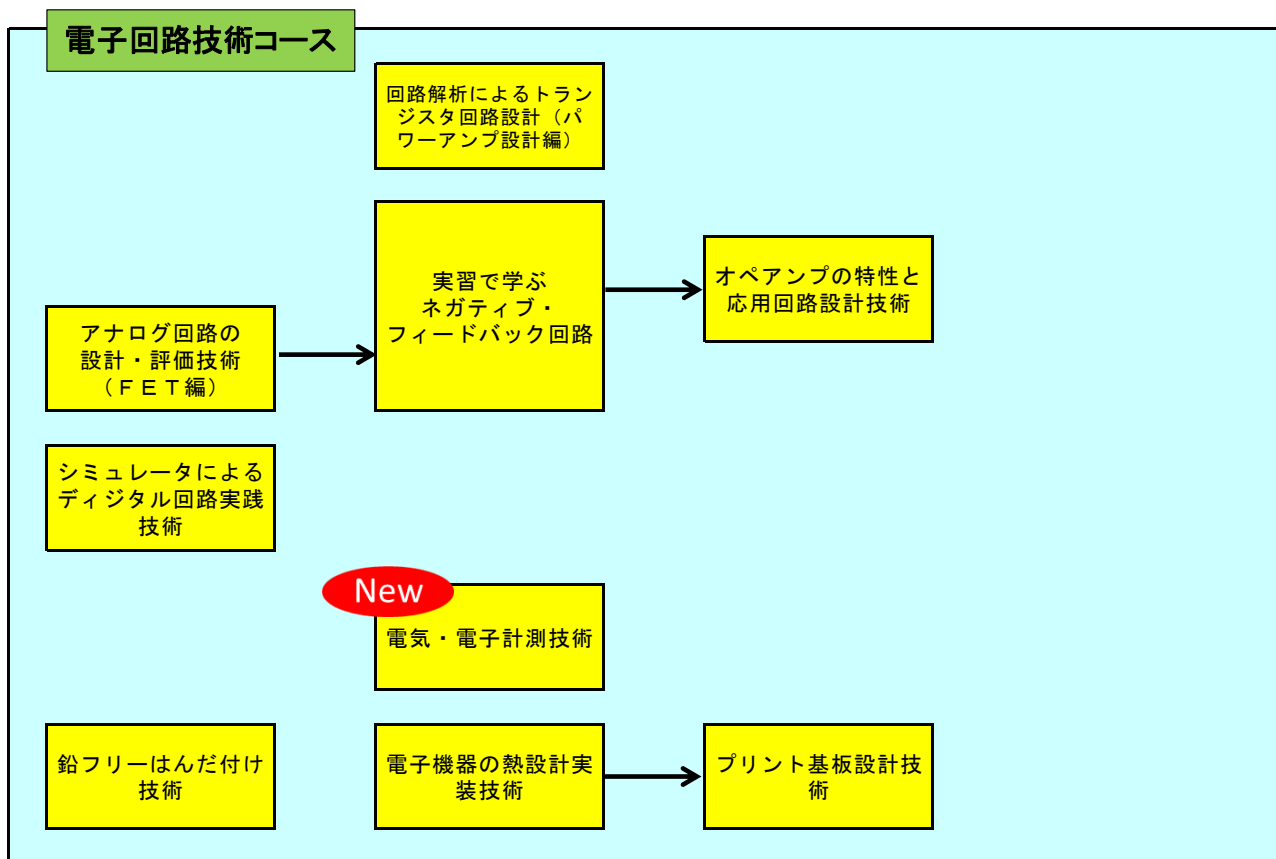 電子回路技術コース
回路解析によるトラン
ジスタ回路設計（パ
ワーアンプ設計編）
実習で学ぶ
ネガティブ・
フィードバック回路
オペアンプの特性と
応用回路設計技術
アナログ回路の
設計・評価技術
（ＦＥＴ編）
シミュレータによる
ディジタル回路実践
技術
New
電気・電子計測技術
鉛フリーはんだ付け
技術
電子機器の熱設計実
装技術
プリント基板設計技
術